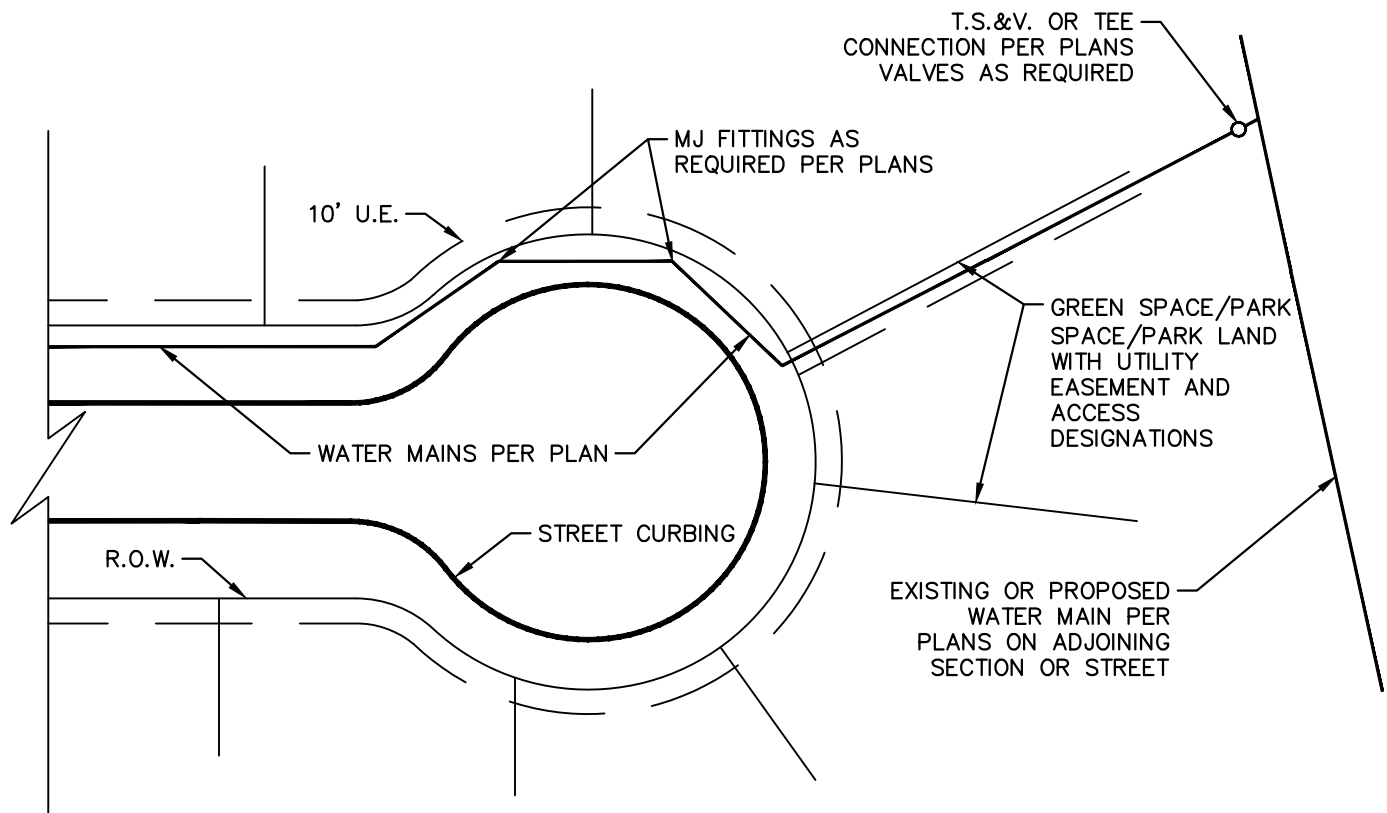 T.S.&V. OR TEE
CONNECTION PER PLANS
VALVES AS REQUIRED
MJ FITTINGS AS
REQUIRED PER PLANS
10' U.E.
GREEN SPACE/PARK
SPACE/PARK LAND
WITH UTILITY
EASEMENT AND
ACCESS
DESIGNATIONS
WATER MAINS PER PLAN
STREET CURBING
R.O.W.
EXISTING OR PROPOSED
WATER MAIN PER
PLANS ON ADJOINING
SECTION OR STREET